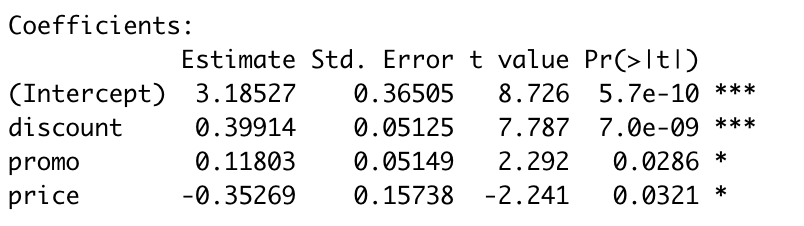 Coefficients:
Estimate Std. Error t value Pr(>|t|)
(Intercept) 3.18527 0.36505 8.726 5.7e-10 ***
discount 0.39914 0.05125 7.787 7.0e-09 ***
promo 0.11803 0.05149 2.292 0.0286 *
price -0.35269 0.15738 -2.241 0.0321 *